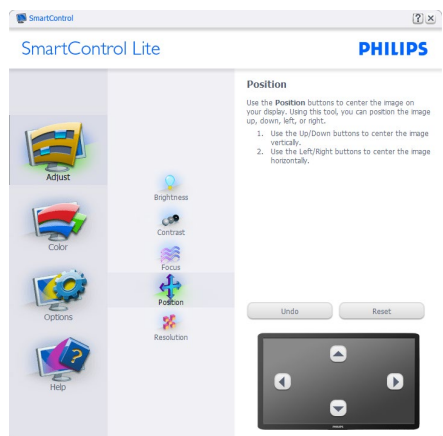 SmartControl
SmartControl Lite
PHILIPS
Adjust
Color
Options
Help
Brightness
Contrast
Focus
Position
Resolution
Position
Use the Position buttons to center the image on
your display. Using this tool, you can position the image
up, down, left, or right.
1. Use the Up/Down buttons to center the image
vertically.
2. Use the Left/Right buttons to center the image
horizontally.
Undo
Reset
PHILIPS